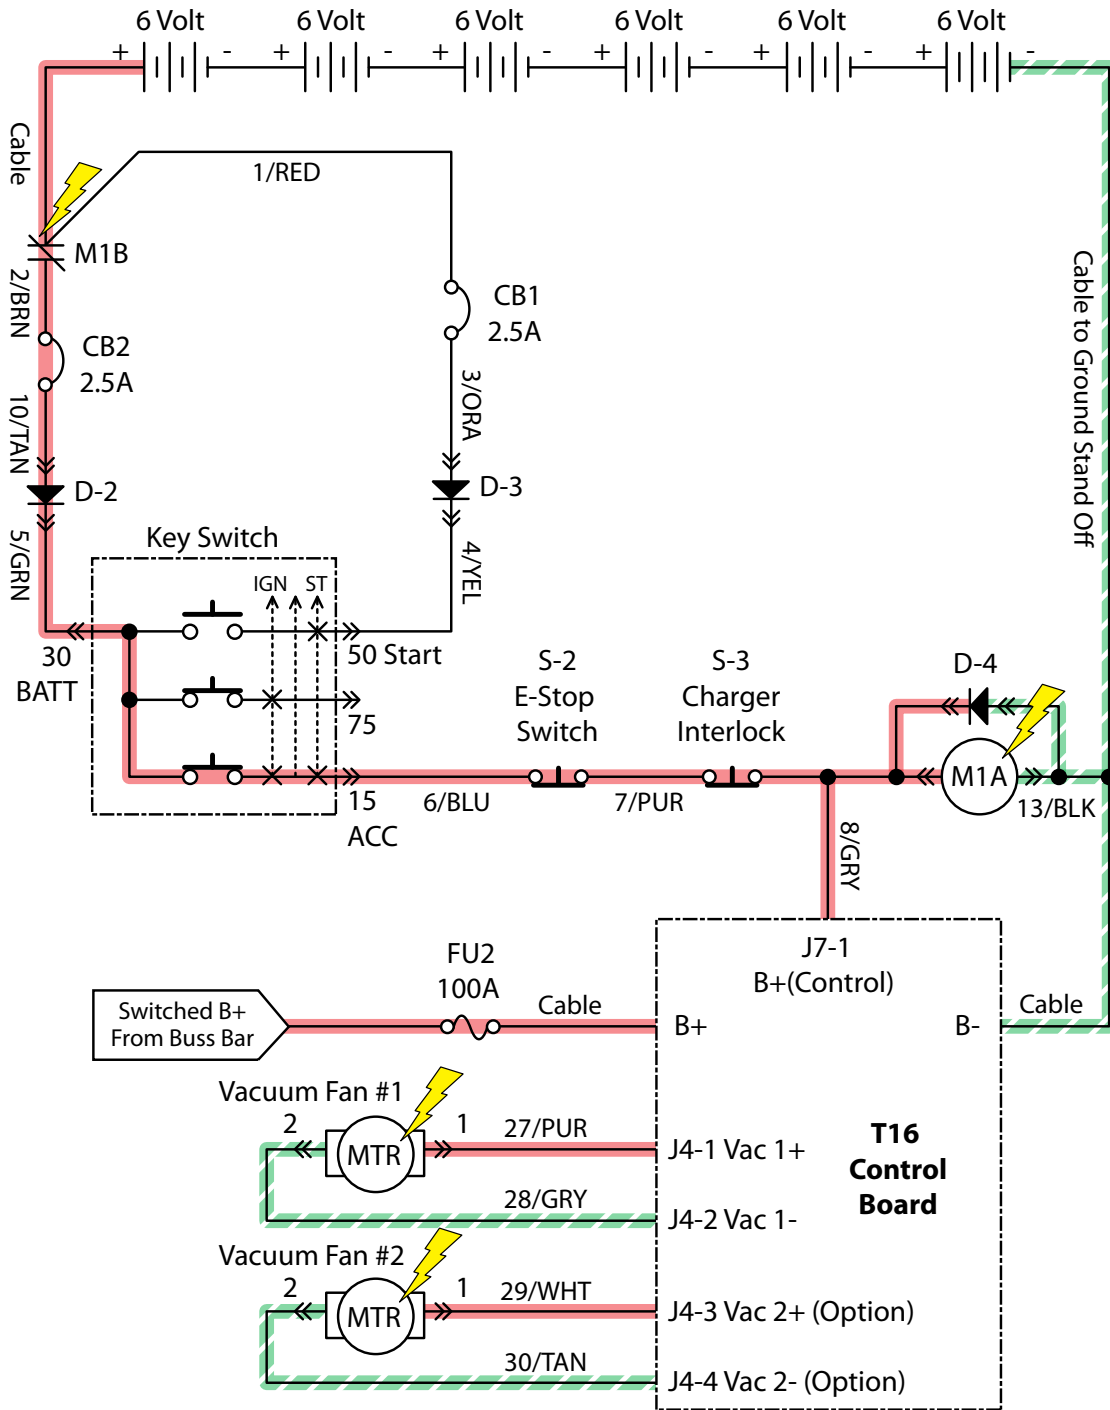 6 Volt 6 Volt 6 Volt 6 Volt 6 Volt 6 Volt
+ - + - + - + - + - + -
Cable
1/RED
M1B
2/BRN
CB1
2.5A
CB2
2.5A
Cable to Ground Stand Off
10/TAN
3/ORA
D-2
D-3
5/GRN
4/YEL
Key Switch
IGN ST
30
BATT
50 Start
75
15
ACC
6/BLU
S-2
E-Stop
Switch
7/PUR
S-3
Charger
Interlock
D-4
M1A
13/BLK
8/GRY
J7-1
B+(Control)
FU2
100A
Cable
Switched B+
From Buss Bar
B+
B-
Cable
Vacuum Fan #1
2
MTR
1
27/PUR
J4-1 Vac 1+
T16
Control
Board
28/GRY
J4-2 Vac 1-
Vacuum Fan #2
2
MTR
1
29/WHT
J4-3 Vac 2+ (Option)
30/TAN
J4-4 Vac 2- (Option)